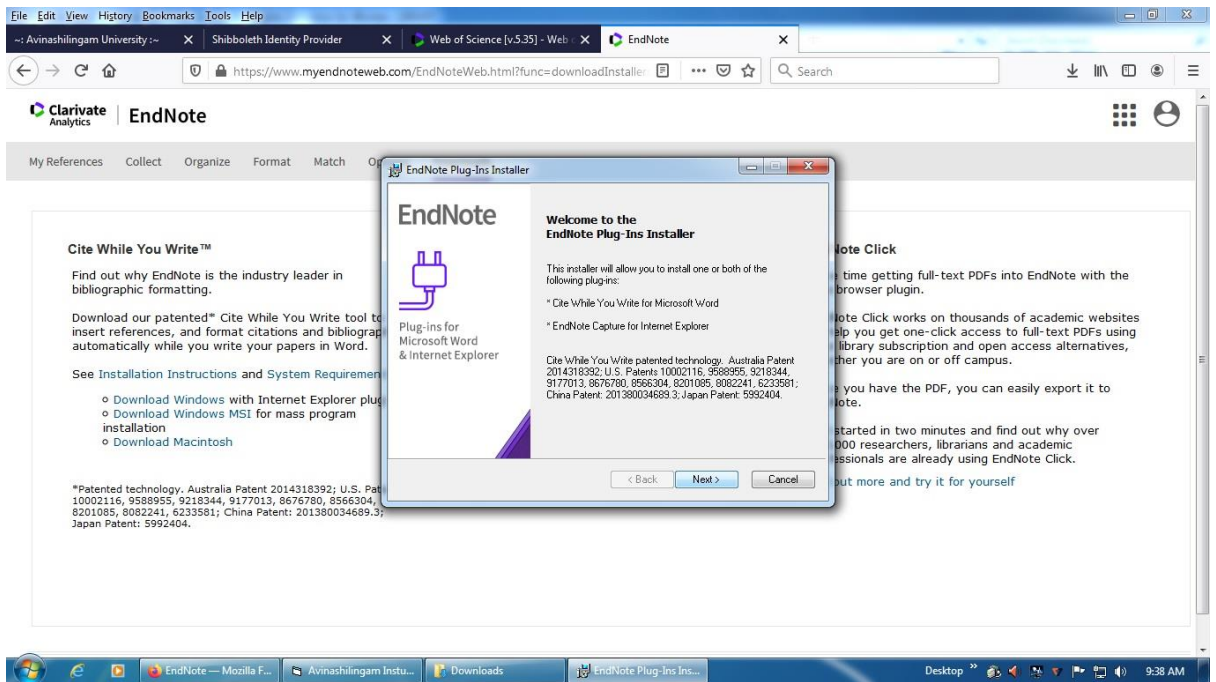 File Edit View History Bookmarks Tools Help
~: Avinashilingam University :~ Shibboleth Identity Provider Web of Science [v.5.35] - Web EndNote
https://www.myendnoteweb.com/EndNoteWeb.html?func=downloadInstaller Search
Clarivate
Analytics
EndNote
My References Collect Organize Format Match
Cite While You Write™
Find out why EndNote is the industry leader in
bibliographic formatting.
Download our patented* Cite While You Write tool to
insert references, and format citations and bibliograp
automatically while you write your papers in Word.
See Installation Instructions and System Requiremen
Download Windows with Internet Explorer plug
Download Windows MSI for mass program
installation
Download Macintosh
*Patented technology. Australia Patent 2014318392; U.S. Pat
10002116, 9588955, 9218344, 9177013, 8676780, 8566304,
8201085, 8082241, 6233581; China Patent: 201380034689.3;
Japan Patent: 5992404.
EndNote Plug-Ins Installer
EndNote
Plug-ins for
Microsoft Word
& Internet Explorer
Welcome to the
EndNote Plug-Ins Installer
This installer will allow you to install one or both of the
following plug-ins:
* Cite While You Write for Microsoft Word
* EndNote Capture for Internet Explorer
Cite While You Write patented technology. Australia Patent
2014318392; U.S. Patents 10002116, 9588955, 9218344,
9177013, 8676780, 8566304, 8201085, 8082241, 6233581;
China Patent: 201380034689.3; Japan Patent: 5992404.
< Back Next > Cancel
Note Click
time getting full-text PDFs into EndNote with the
browser plugin.
Note Click works on thousands of academic websites
elp you get one-click access to full-text PDFs using
library subscription and open access alternatives,
ther you are on or off campus.
you have the PDF, you can easily export it to
Note.
started in two minutes and find out why over
000 researchers, librarians and academic
essionals are already using EndNote Click.
out more and try it for yourself
EndNote — Mozilla F... Avinashilingam Instu... Downloads EndNote Plug-Ins Ins... Desktop 9:38 AM